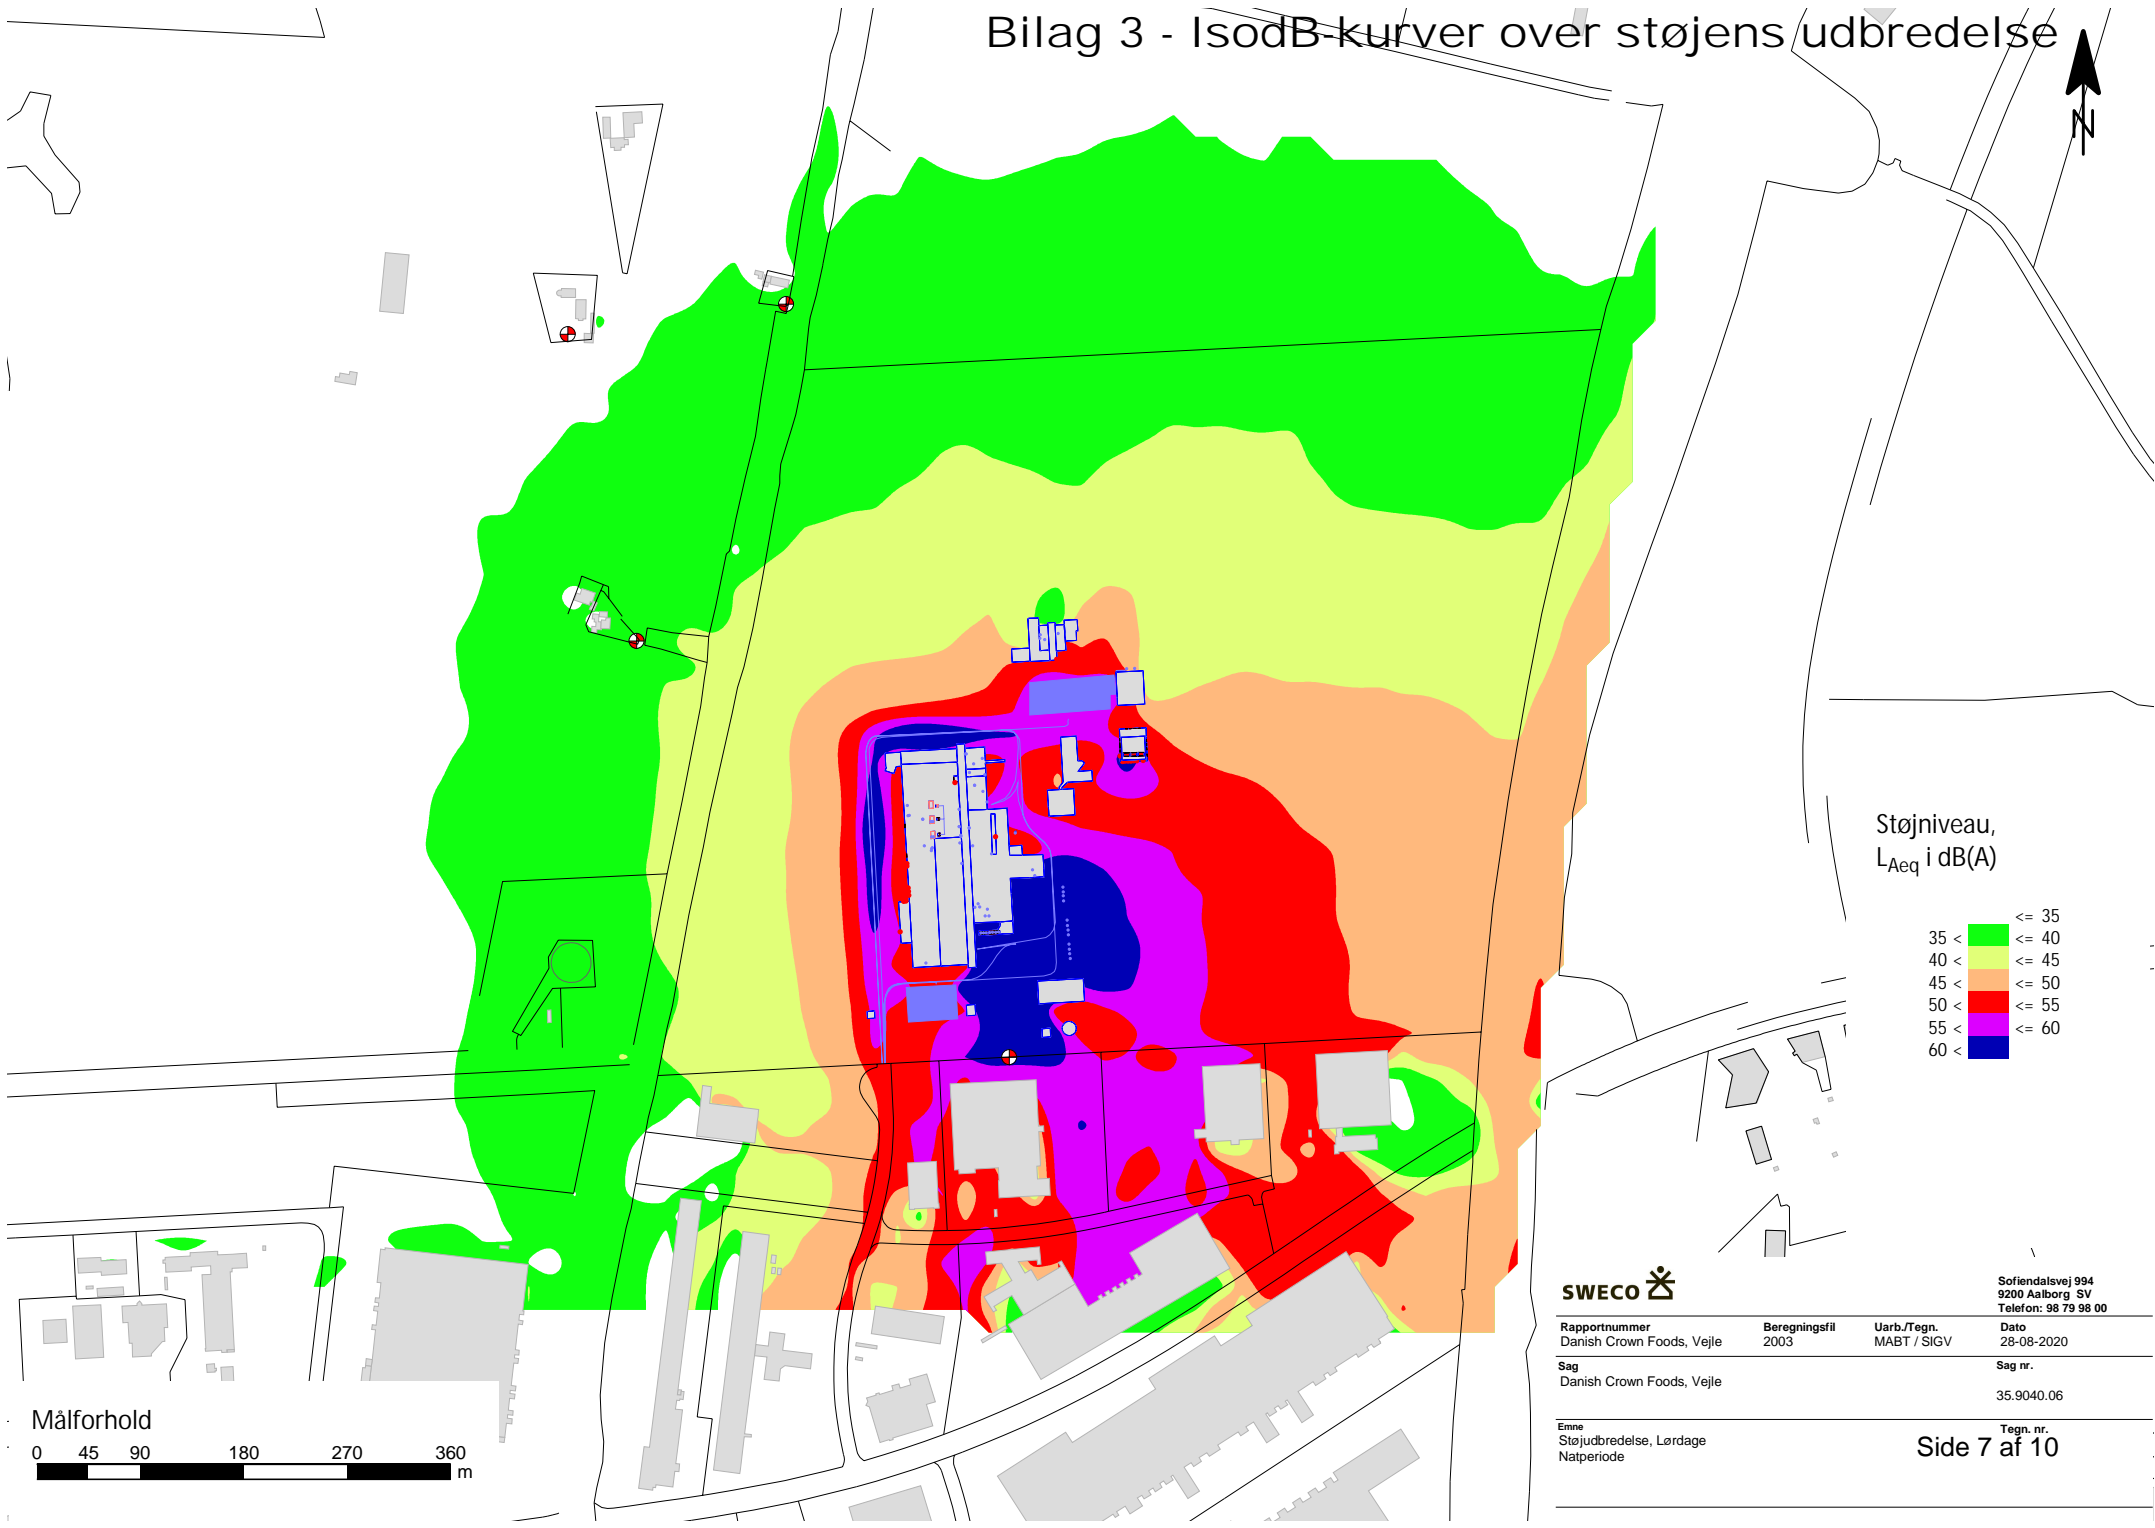 Bilag 3 - IsodB-kurver over støjens udbredelse
N
Støjniveau,
LAeq i dB(A)
<= 35
35 < <= 40
40 < <= 45
45 < <= 50
50 < <= 55
55 < <= 60
60 <
SWECO
Sofiendalsvej 994
9200 Aalborg SV
Telefon: 98 79 98 00
Rapportnummer Beregningsfil Uarb./Tegn. Dato
Danish Crown Foods, Vejle 2003 MABT / SIGV 28-08-2020
Sag Sag nr.
Danish Crown Foods, Vejle
35.9040.06
Emne Tegn. nr.
Støjudbredelse, Lørdage
Natperiode
Side 7 af 10
Målforhold
0 45 90 180 270 360
m